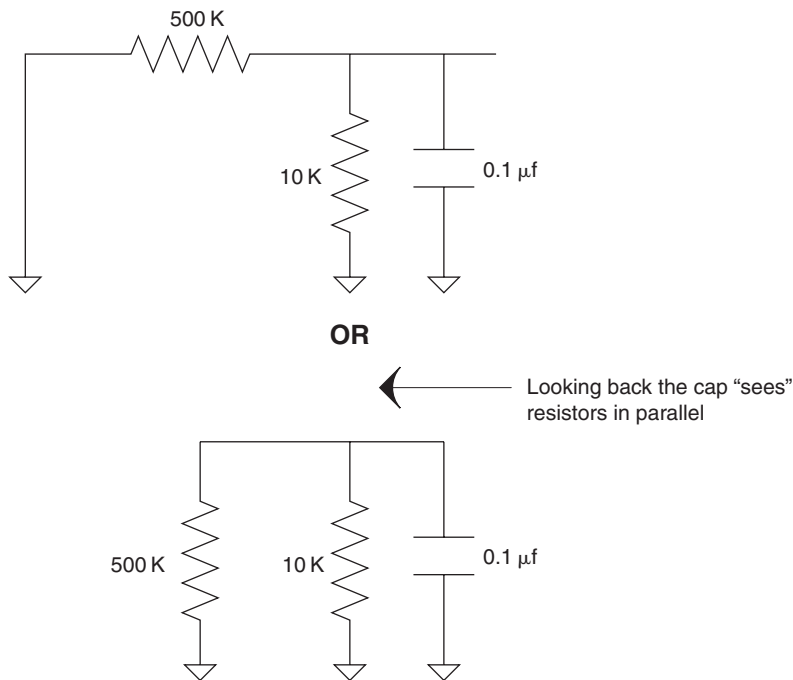 500 K
10 K
0.1 μf
OR
Looking back the cap “sees”
resistors in parallel
500 K
10 K
0.1 μf